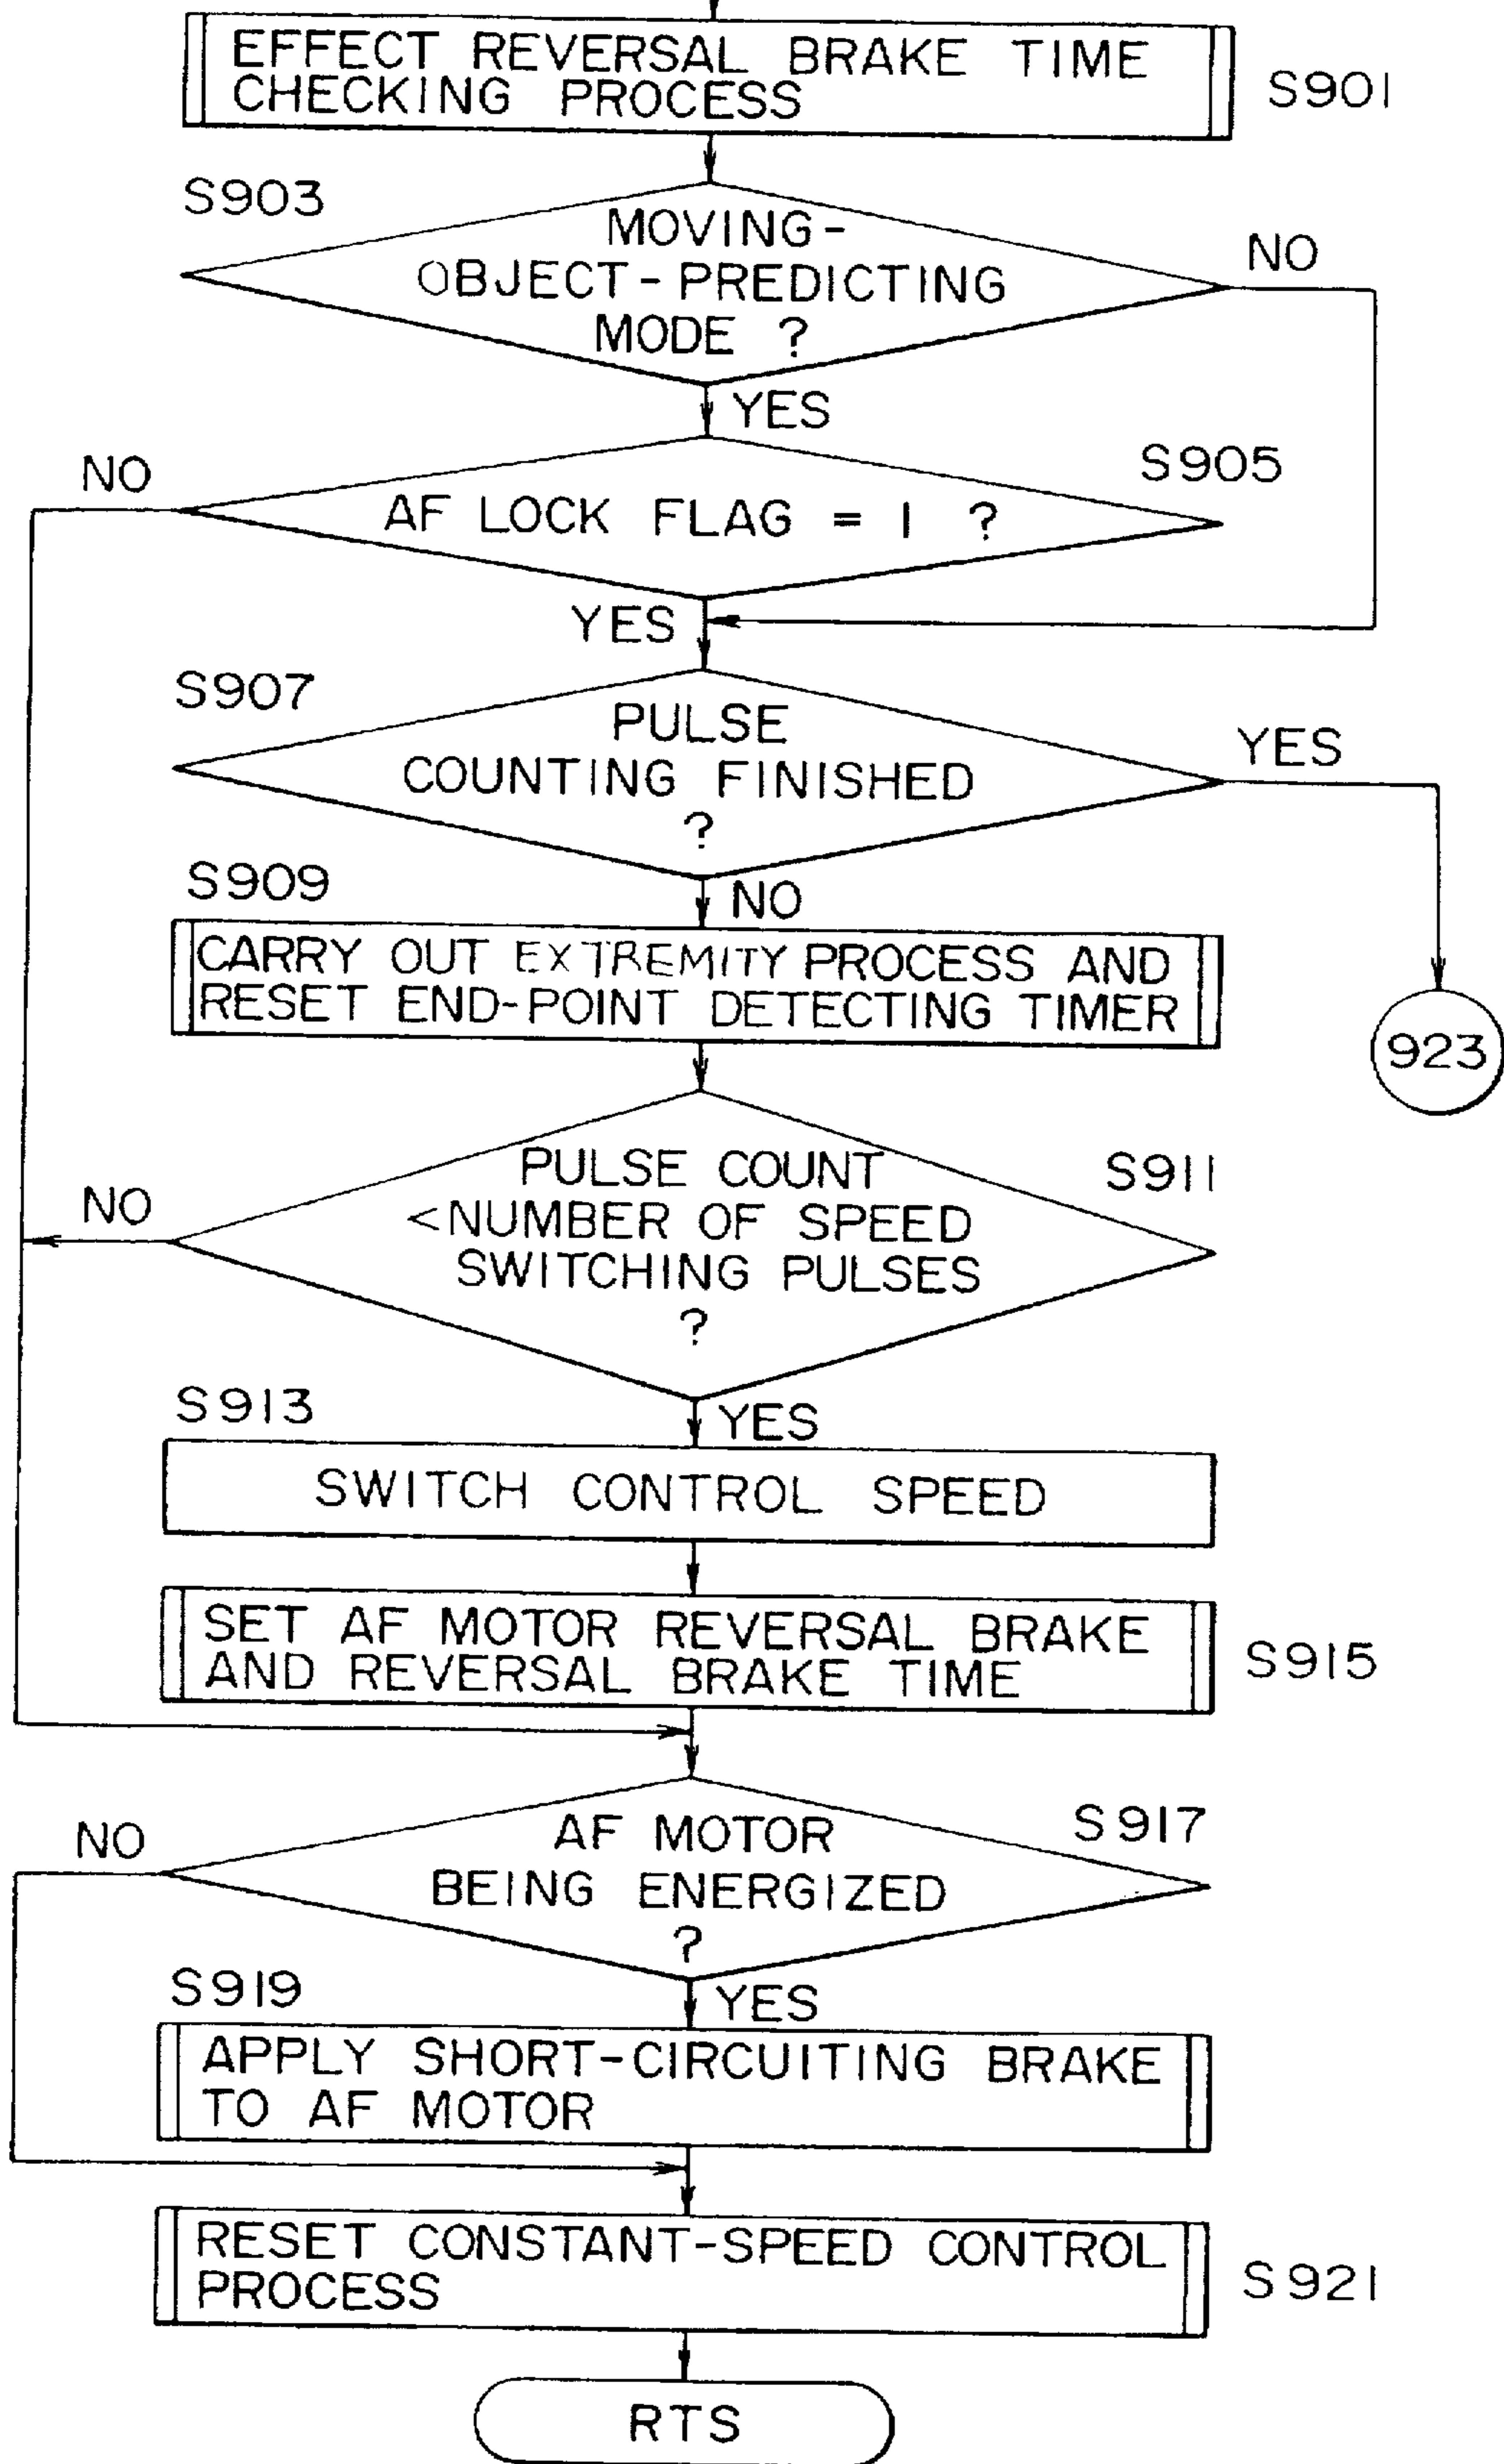 EFFECT REVERSAL BRAKE TIME
CHECKING PROCESS
S901
S903
MOVING-
OBJECT-PREDICTING
MODE ?
NO
YES
NO
S905
AF LOCK FLAG = 1 ?
YES
S907
PULSE
COUNTING FINISHED
?
YES
S909
NO
CARRY OUT EXTREMITY PROCESS AND
RESET END-POINT DETECTING TIMER
923
PULSE COUNT
<NUMBER OF SPEED
SWITCHING PULSES
?
S911
NO
S913
YES
SWITCH CONTROL SPEED
SET AF MOTOR REVERSAL BRAKE
AND REVERSAL BRAKE TIME
S915
NO
AF MOTOR
BEING ENERGIZED
?
S917
S919
YES
APPLY SHORT-CIRCUITING BRAKE
TO AF MOTOR
RESET CONSTANT-SPEED CONTROL
PROCESS
S921
RTS